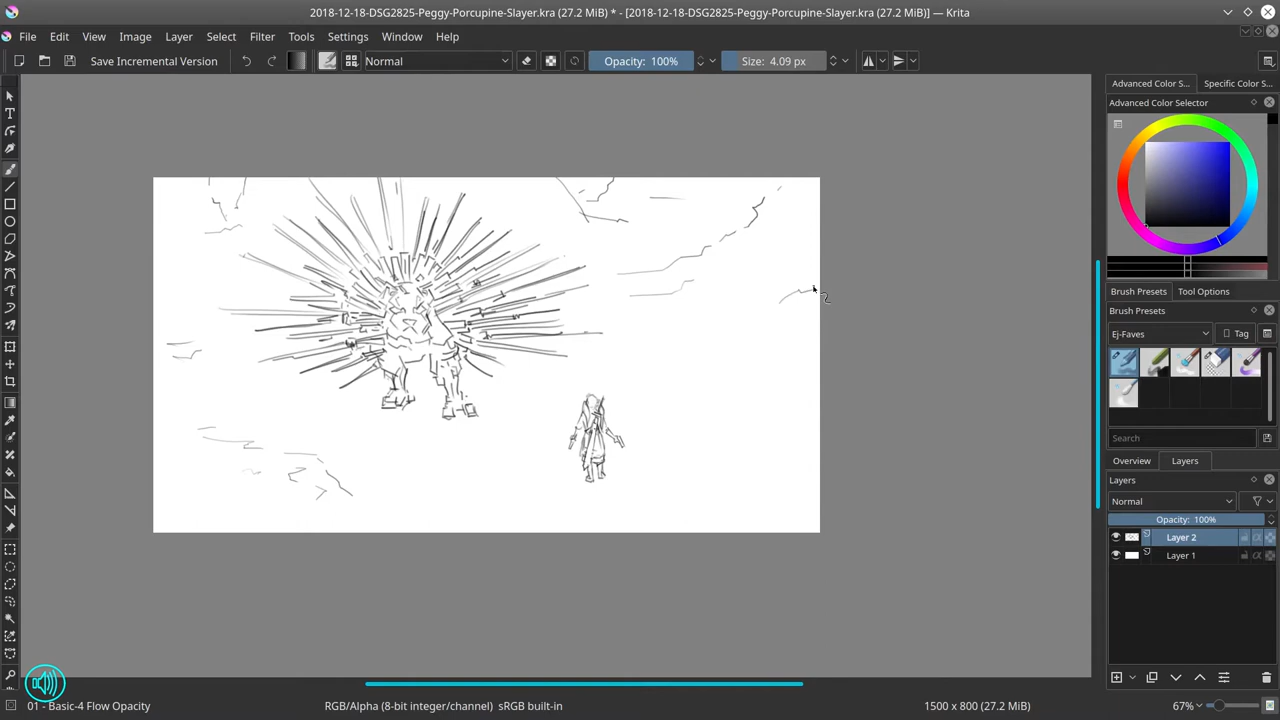 2018-12-18-DSG2825-Peggy-Porcupine-Slayer.kra (27.2 MiB) * - [2018-12-18-DSG2825-Peggy-Porcupine-Slayer.kra (27.2 MiB)] — Krita
File Edit View Image Layer Select Filter Tools Settings Window Help
Save Incremental Version Normal Opacity: 100% Size: 4.09 px
Advanced Color S... Specific Color S...
Advanced Color Selector
Brush Presets Tool Options
Brush Presets
Ej-Faves Tag
Search
Overview Layers
Layers
Normal
Opacity: 100%
Layer 2
Layer 1
01 - Basic-4 Flow Opacity RGB/Alpha (8-bit integer/channel) sRGB built-in 1500 x 800 (27.2 MiB) 67%